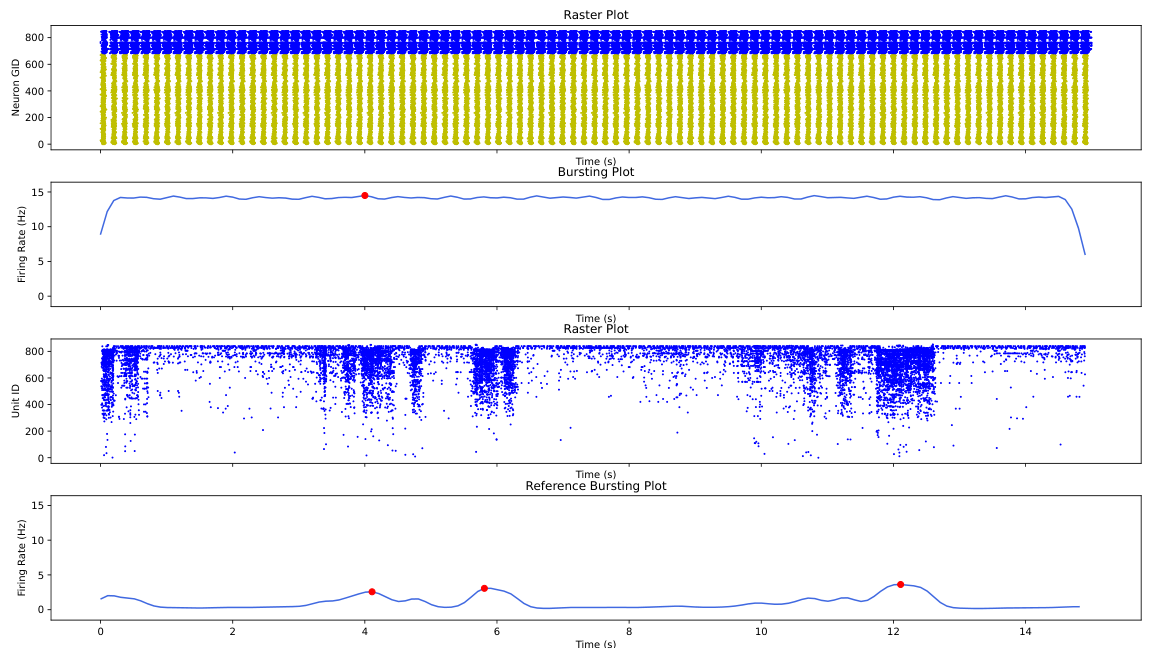 Raster Plot
Neuron GID
800
600
400
200
0
Time (s)
Bursting Plot
Firing Rate (Hz)
15
10
5
0
Time (s)
Raster Plot
Unit ID
800
600
400
200
0
Time (s)
Reference Bursting Plot
Firing Rate (Hz)
15
10
5
0
0 2 4 6 8 10 12 14
Time (s)